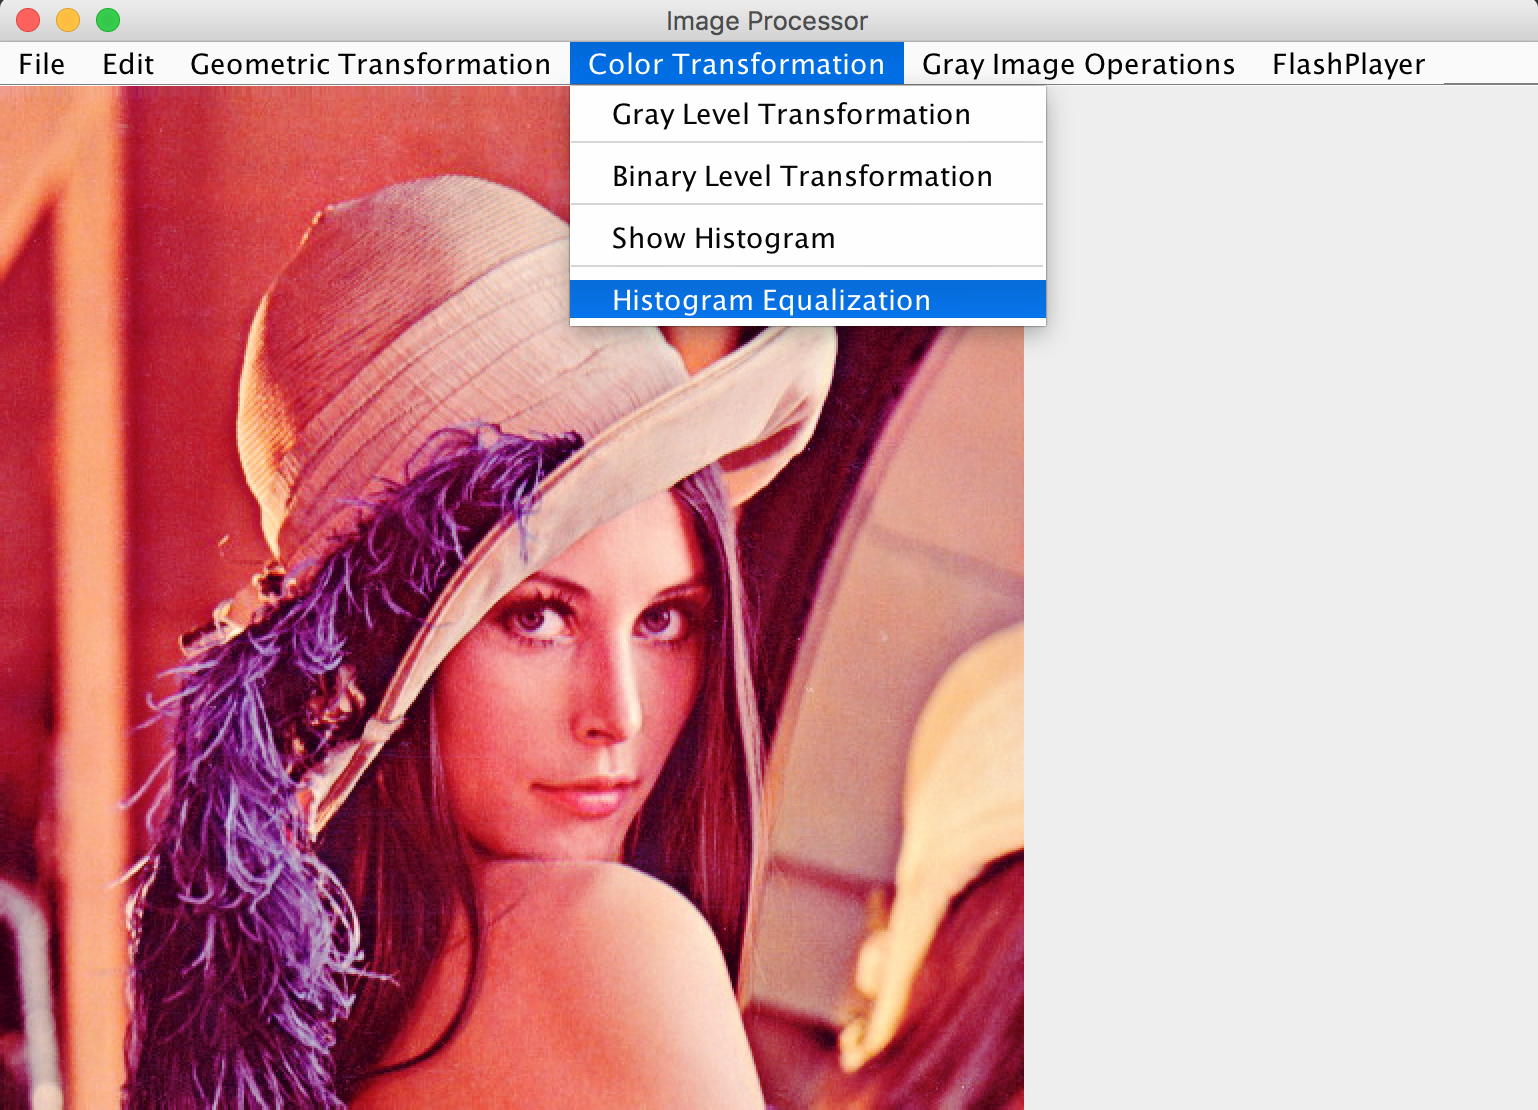 Image Processor
File Edit Geometric Transformation Color Transformation Gray Image Operations FlashPlayer
Gray Level Transformation
Binary Level Transformation
Show Histogram
Histogram Equalization